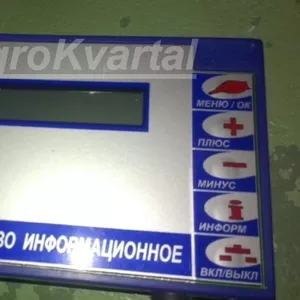 groKvartal
МЕНЮ / ОК
ПЛЮС
МИНУС
ИНФОРМ
ВО ИНФОРМАЦИОННОЕ
ВКЛ/ВЫКЛ